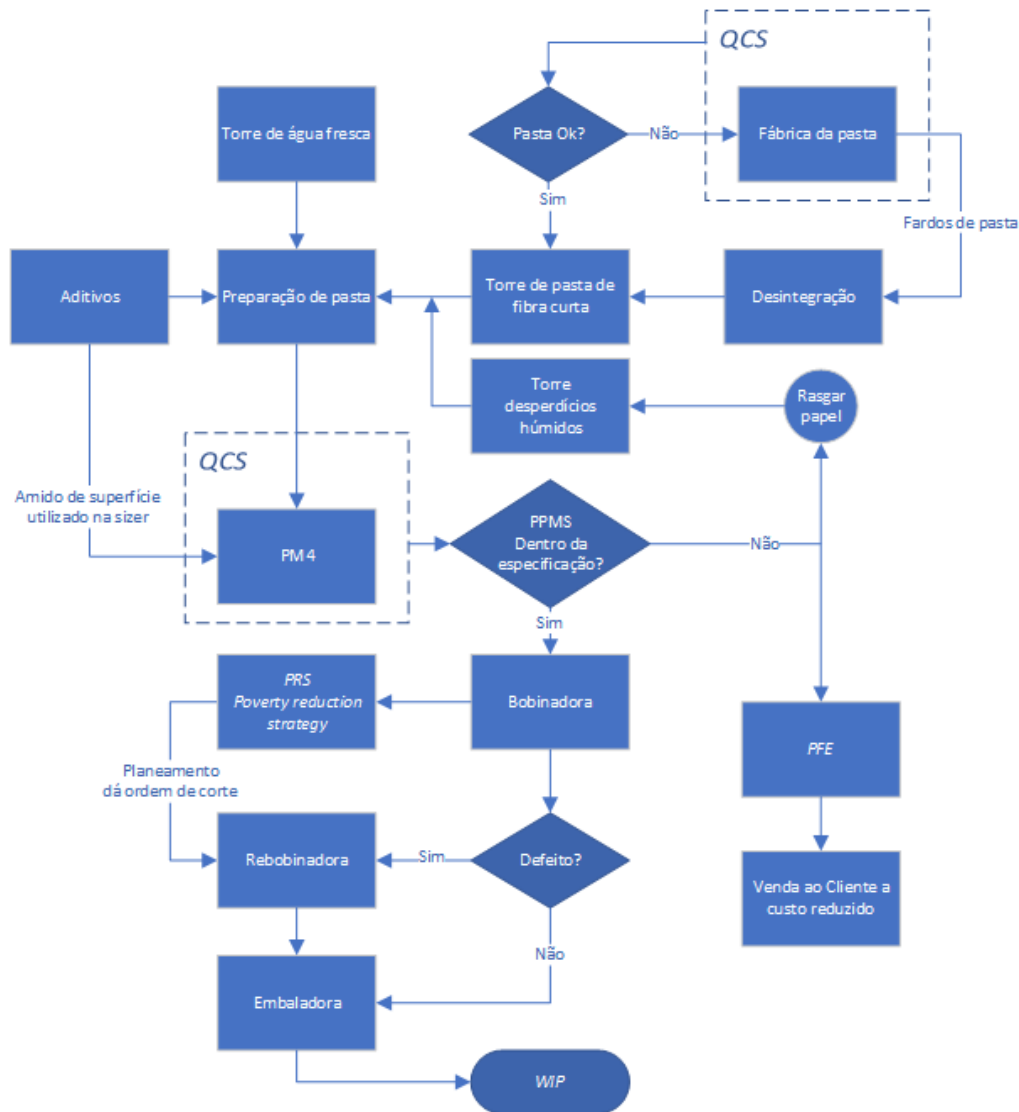 QCS
Torre de água fresca
Pasta Ok?
Não
Fábrica da pasta
Sim
Fardos de pasta
Aditivos
Preparação de pasta
Torre de pasta de
fibra curta
Desintegração
Torre
desperdícios
húmidos
Rasgar
papel
QCS
Amido de superfície
utilizado na sizer
PM 4
PPMS
Dentro da
especificação?
Não
Sim
PRS
Poverty reduction
strategy
Bobinadora
PFE
Planeamento
dá ordem de corte
Rebobinadora
Sim
Defeito?
Venda ao Cliente a
custo reduzido
Não
Embaladora
WIP